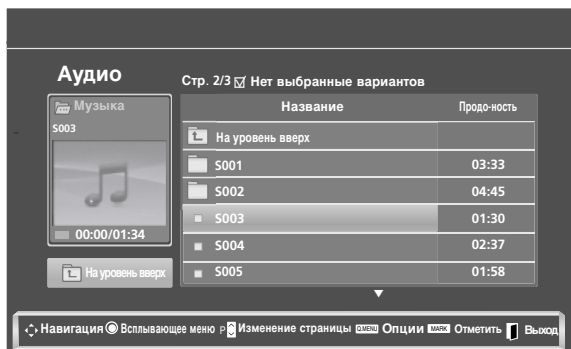 Аудио
Стр. 2/3 Нет выбранные вариантов
Музыка
S003
00:00/01:34
На уровень вверх
Название Продо-ность
На уровень вверх
S001 03:33
S002 04:45
S003 01:30
S004 02:37
S005 01:58
Навигация Всплывающее меню P Изменение страницы Q.MENU Опции MARK Отметить Выход